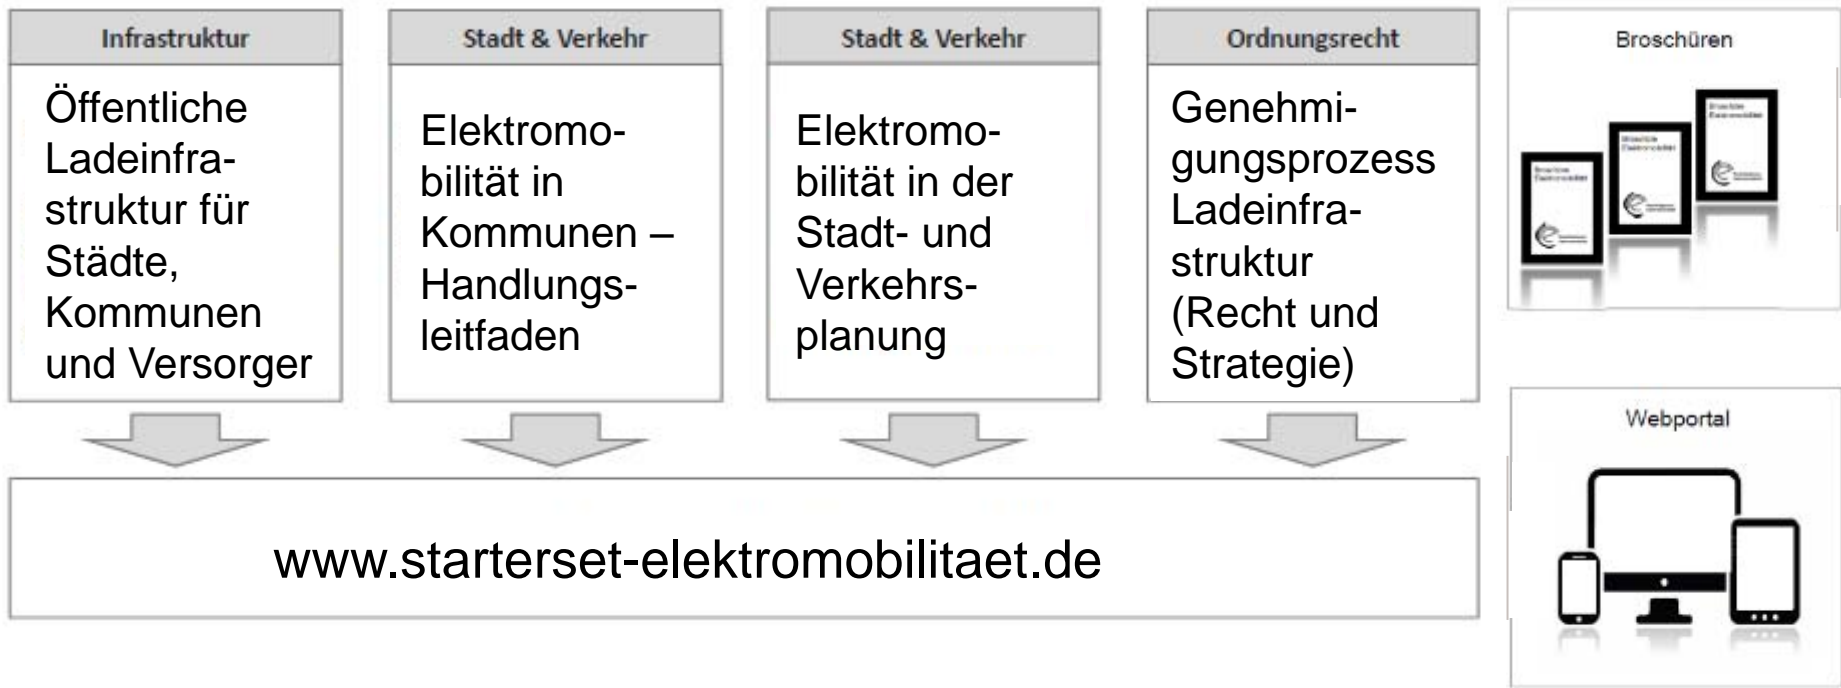 Infrastruktur
Öffentliche
Ladeinfra-
struktur für
Städte,
Kommunen
und Versorger
Stadt & Verkehr
Elektromo-
bilität in
Kommunen –
Handlungs-
leitfaden
Stadt & Verkehr
Elektromo-
bilität in der
Stadt- und
Verkehrs-
planung
Ordnungsrecht
Genehmi-
gungsprozess
Ladeinfra-
struktur
(Recht und
Strategie)
www.starterset-elektromobilitaet.de
Broschüren
Webportal